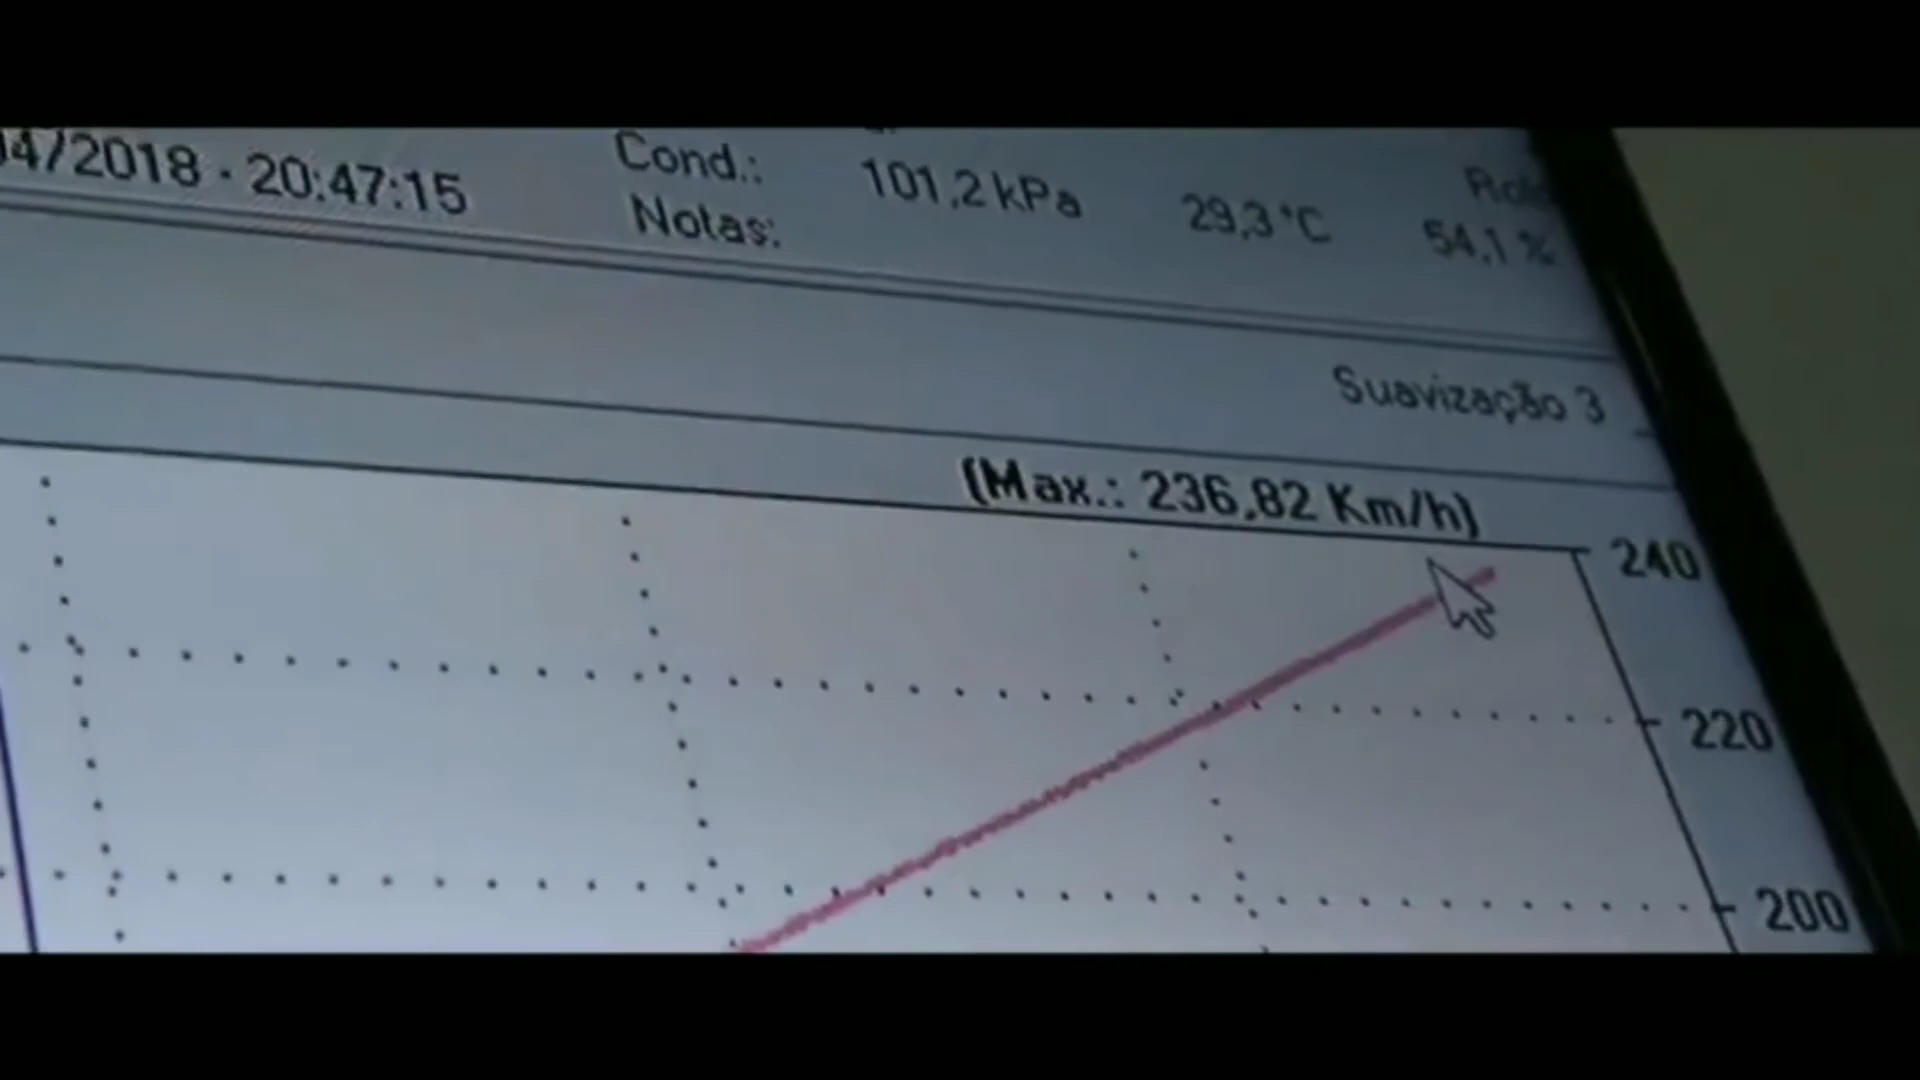 04/2018 - 20:47:15
Cond.: 101,2 kPa 29,3 °C 54,1 %
Notas:
Suavização 3
(Max.: 236,82 Km/h)
240
220
200